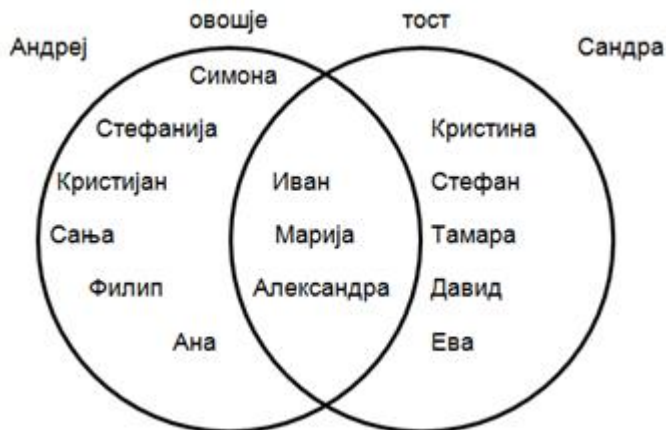 овошје тост
Андреј Сандра
Симона
Стефанија Кристина
Кристијан Иван Стефан
Сања Марија Тамара
Филип Александра Давид
Ана Ева